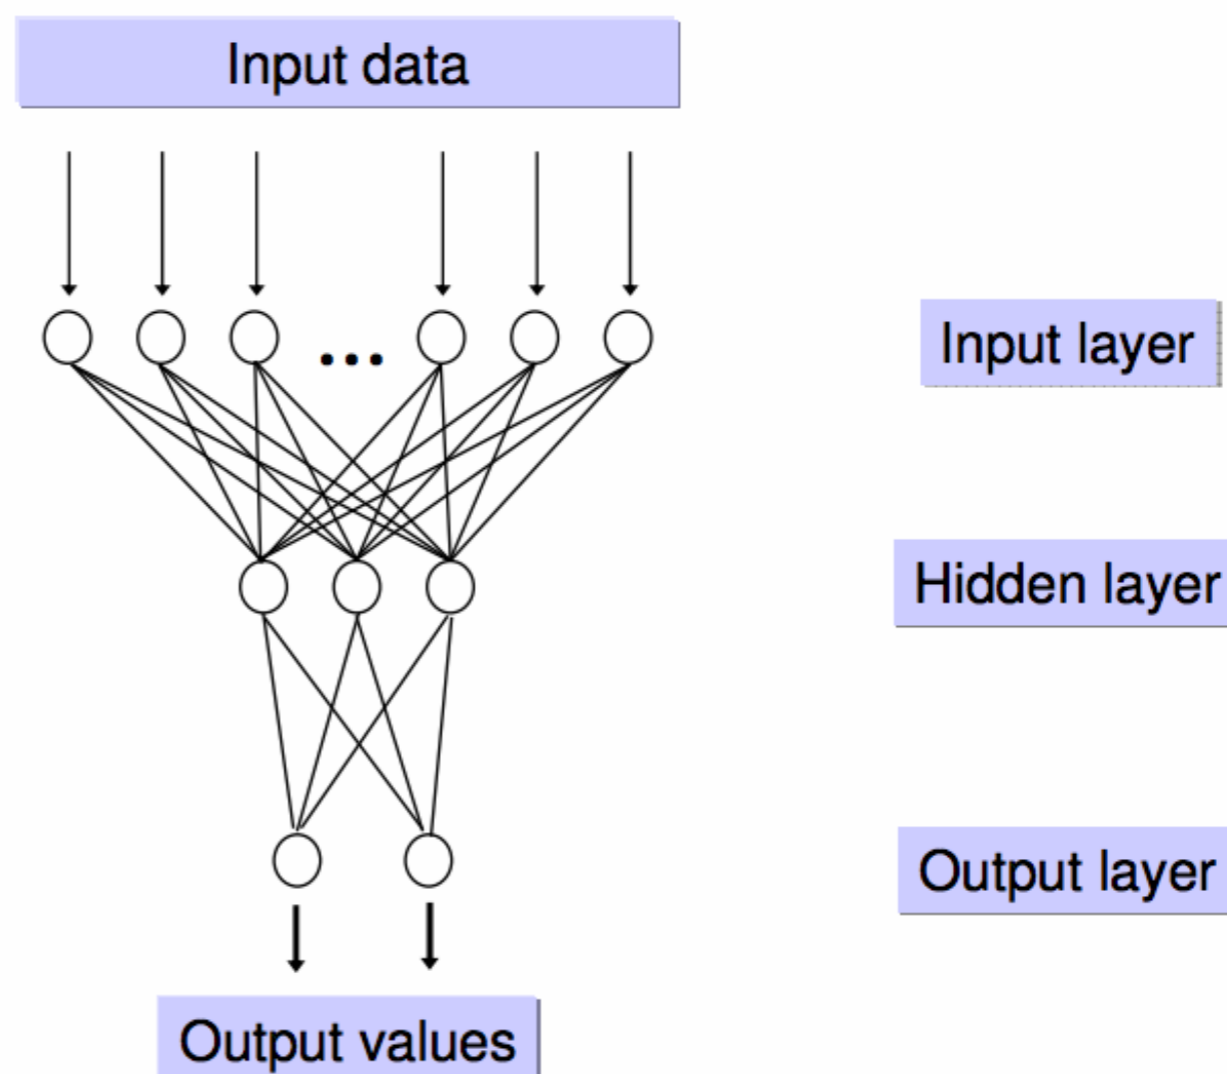 Input data
...
Input layer
Hidden layer
Output layer
Output values